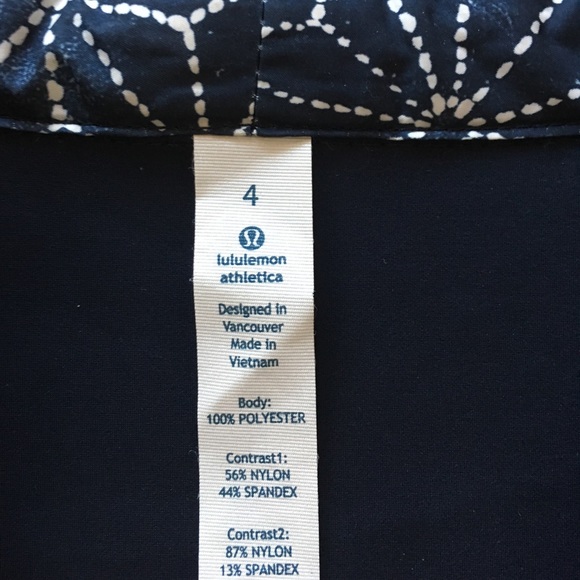 4
lululemon
athletica
Designed in
Vancouver
Made in
Vietnam
Body:
100% POLYESTER
Contrast1:
56% NYLON
44% SPANDEX
Contrast2:
87% NYLON
13% SPANDEX